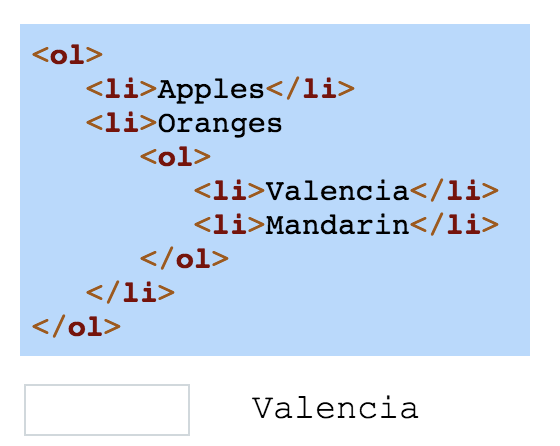 <ol>
<li>Apples</li>
<li>Oranges
<ol>
<li>Valencia</li>
<li>Mandarin</li>
</ol>
</li>
</ol>
Valencia